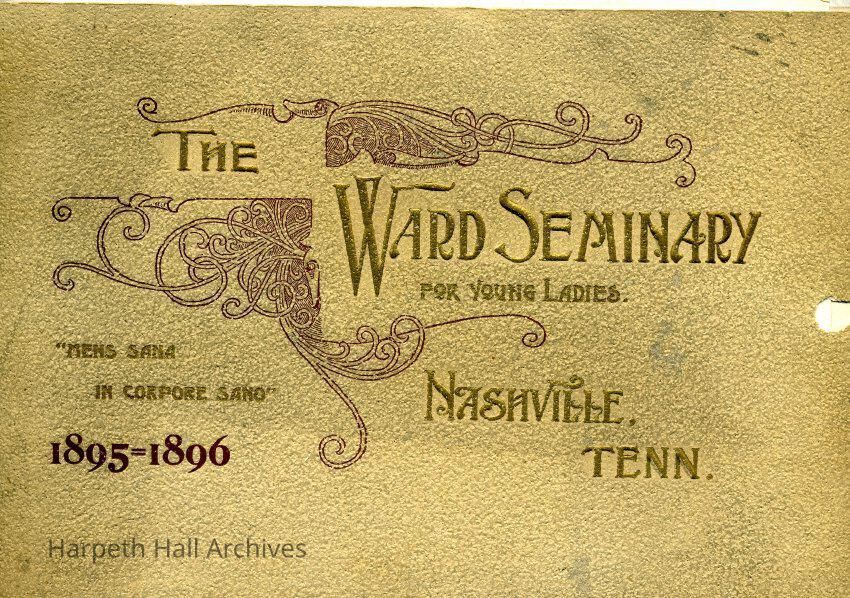 The
Ward Seminary
for Young Ladies.
"Mens sana
in corpore sano"
Nashville,
Tenn.
1895=1896
Harpeth Hall Archives